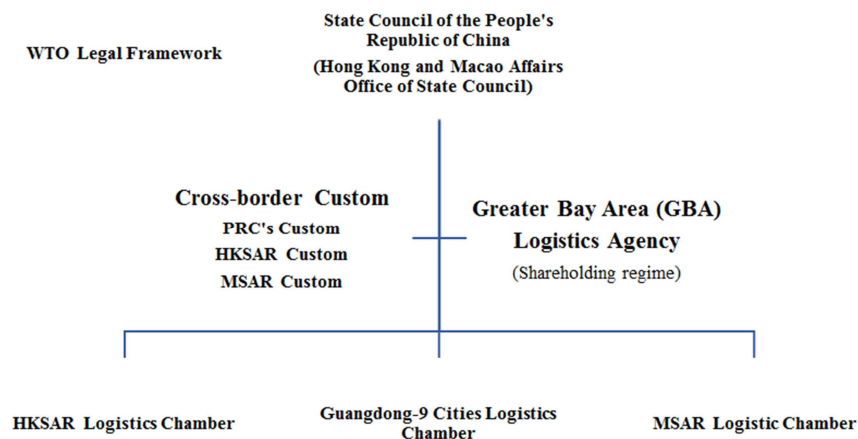 State Council of the People's
Republic of China
(Hong Kong and Macao Affairs
Office of State Council)
WTO Legal Framework
Cross-border Custom
PRC's Custom
HKSAR Custom
MSAR Custom
Greater Bay Area (GBA)
Logistics Agency
(Shareholding regime)
HKSAR Logistics Chamber
Guangdong-9 Cities Logistics
Chamber
MSAR Logistic Chamber